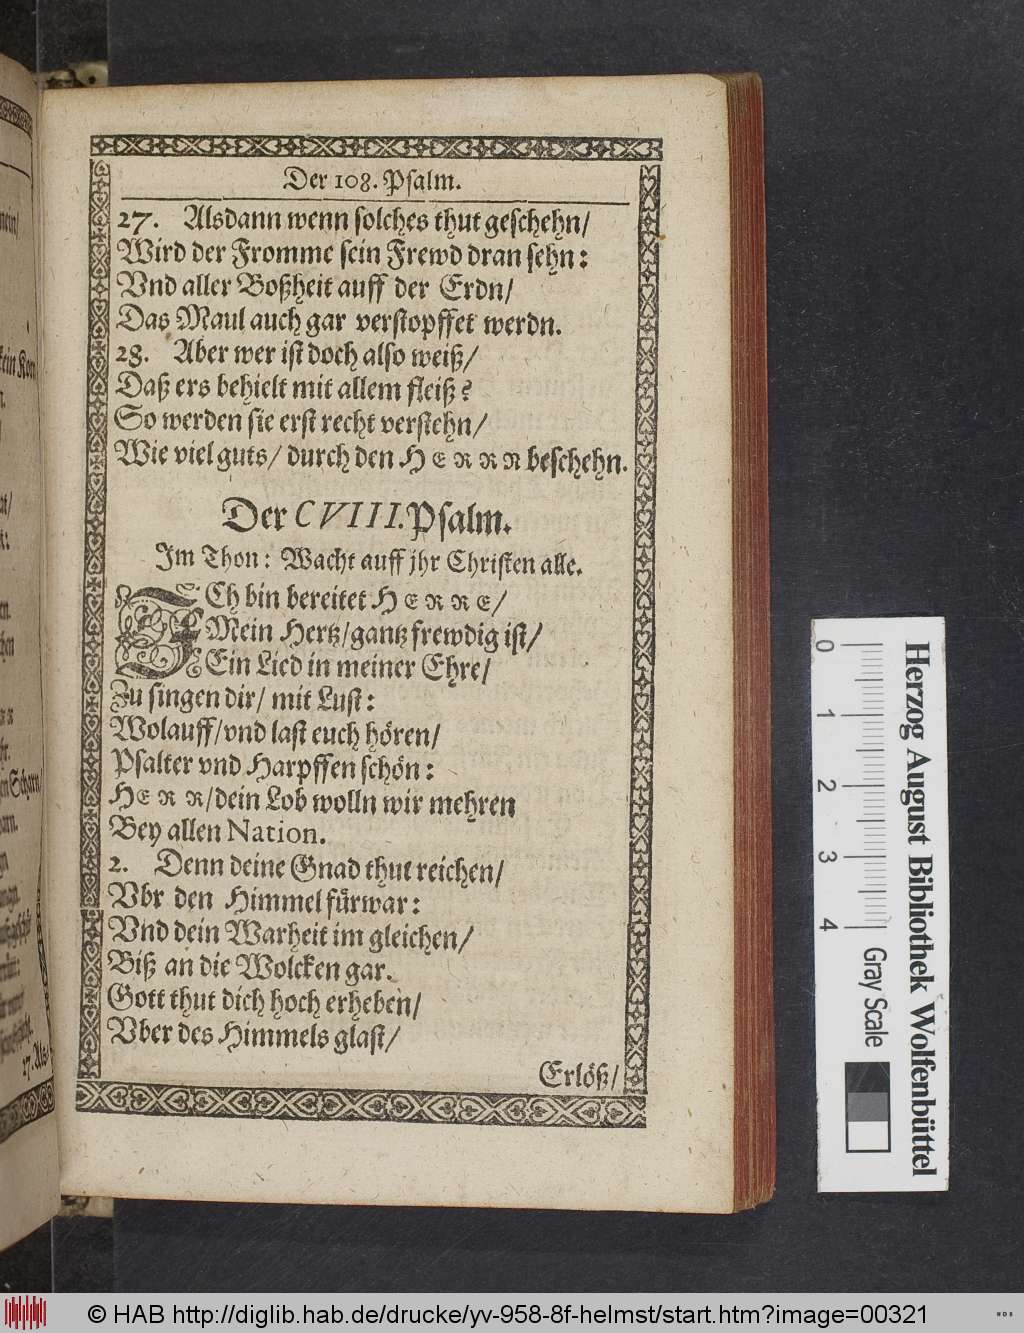 Der 108. Psalm.
27. Alsdann wenn solches thut geschehn/
Wird der Fromme sein Frewd dran sehn:
Vnd aller Boßheit auff der Erdn/
Das Maul auch gar verstopffet werdn.
28. Aber wer ist doch also weiß/
Daß ers behielt mit allem fleiß?
So werden sie erst recht verstehn/
Wie viel guts/ durch den HERRN beschehn.
Der CVIII. Psalm.
Im Thon: Wacht auff jhr Christen alle.
ICh bin bereitet HERRE/
Mein Hertz/ gantz frewdig ist/
Ein Lied in meiner Ehre/
Zu singen dir/ mit Lust:
Wolauff/ vnd last euch hören/
Psalter vnd Harpffen schön:
HERR/ dein Lob wolln wir mehren
Bey allen Nation.
2. Denn deine Gnad thut reichen/
Vbr den Himmel fürwar:
Vnd dein Warheit im gleichen/
Biß an die Wolcken gar.
Gott thut dich hoch erheben/
Vber des Himmels glast/
Erlöß/
27. Als
0 1 2 3 4
Gray Scale
Herzog August Bibliothek Wolfenbüttel
© HAB http://diglib.hab.de/drucke/yv-958-8f-helmst/start.htm?image=00321